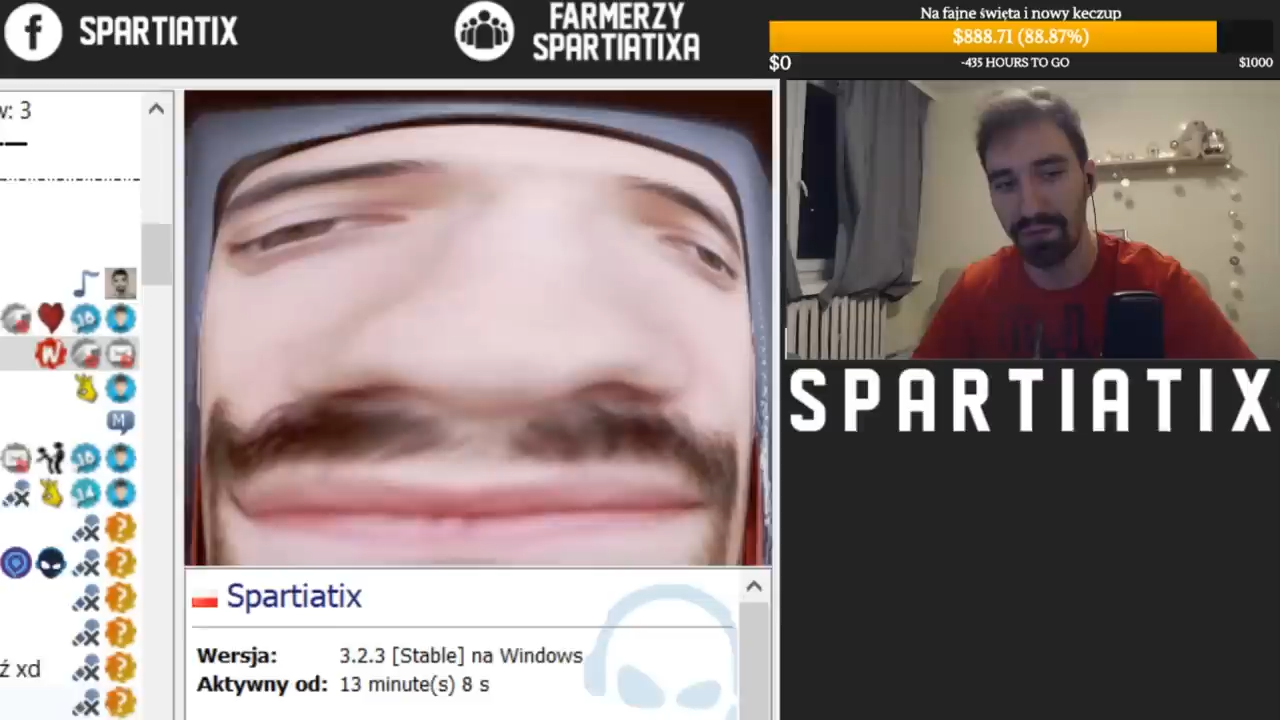 SPARTIATIX
FARMERZY
SPARTIATIXA
Na fajne święta i nowy keczup
$888.71 (88.87%)
$0
-435 HOURS TO GO
$1000
w: 3
SPARTIATIX
Spartiatix
Wersja: 3.2.3 [Stable] na Windows
Aktywny od: 13 minute(s) 8 s
ź xd